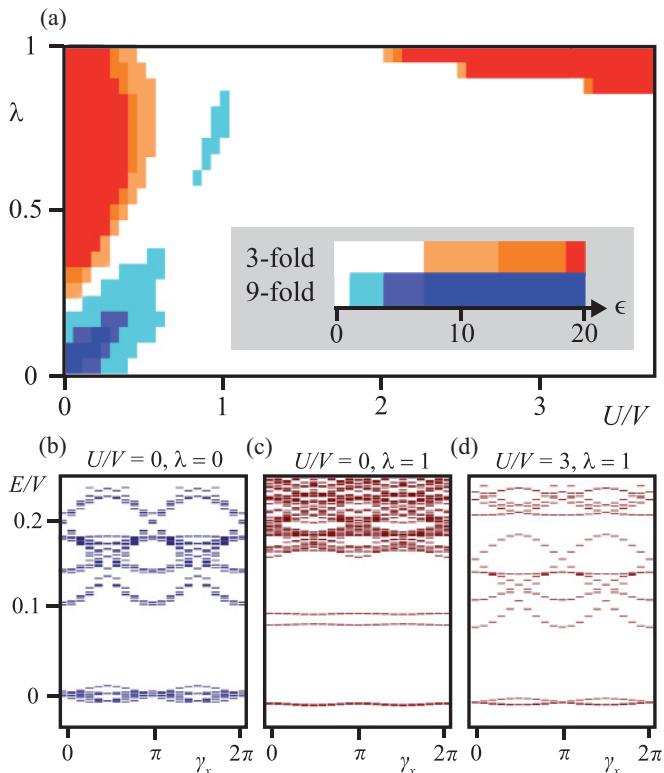 (a)
1
λ
0.5
0
3-fold
9-fold
0 10 20 ϵ
0 1 2 3 U/V
(b) (c) (d)
U/V = 0, λ = 0 U/V = 0, λ = 1 U/V = 3, λ = 1
E/V
0.2
0.1
0
0 π γx 2π 0 π γx 2π 0 π γx 2π